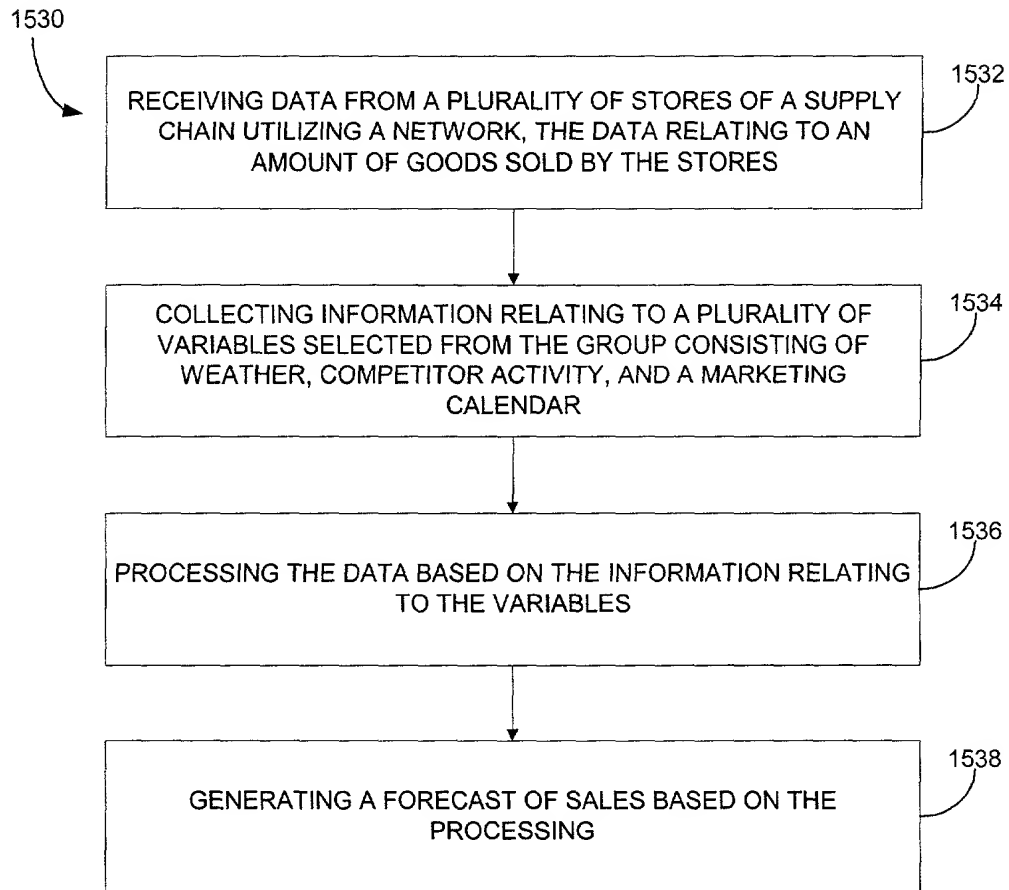 1530
1532
RECEIVING DATA FROM A PLURALITY OF STORES OF A SUPPLY
CHAIN UTILIZING A NETWORK, THE DATA RELATING TO AN
AMOUNT OF GOODS SOLD BY THE STORES
1534
COLLECTING INFORMATION RELATING TO A PLURALITY OF
VARIABLES SELECTED FROM THE GROUP CONSISTING OF
WEATHER, COMPETITOR ACTIVITY, AND A MARKETING
CALENDAR
1536
PROCESSING THE DATA BASED ON THE INFORMATION RELATING
TO THE VARIABLES
1538
GENERATING A FORECAST OF SALES BASED ON THE
PROCESSING